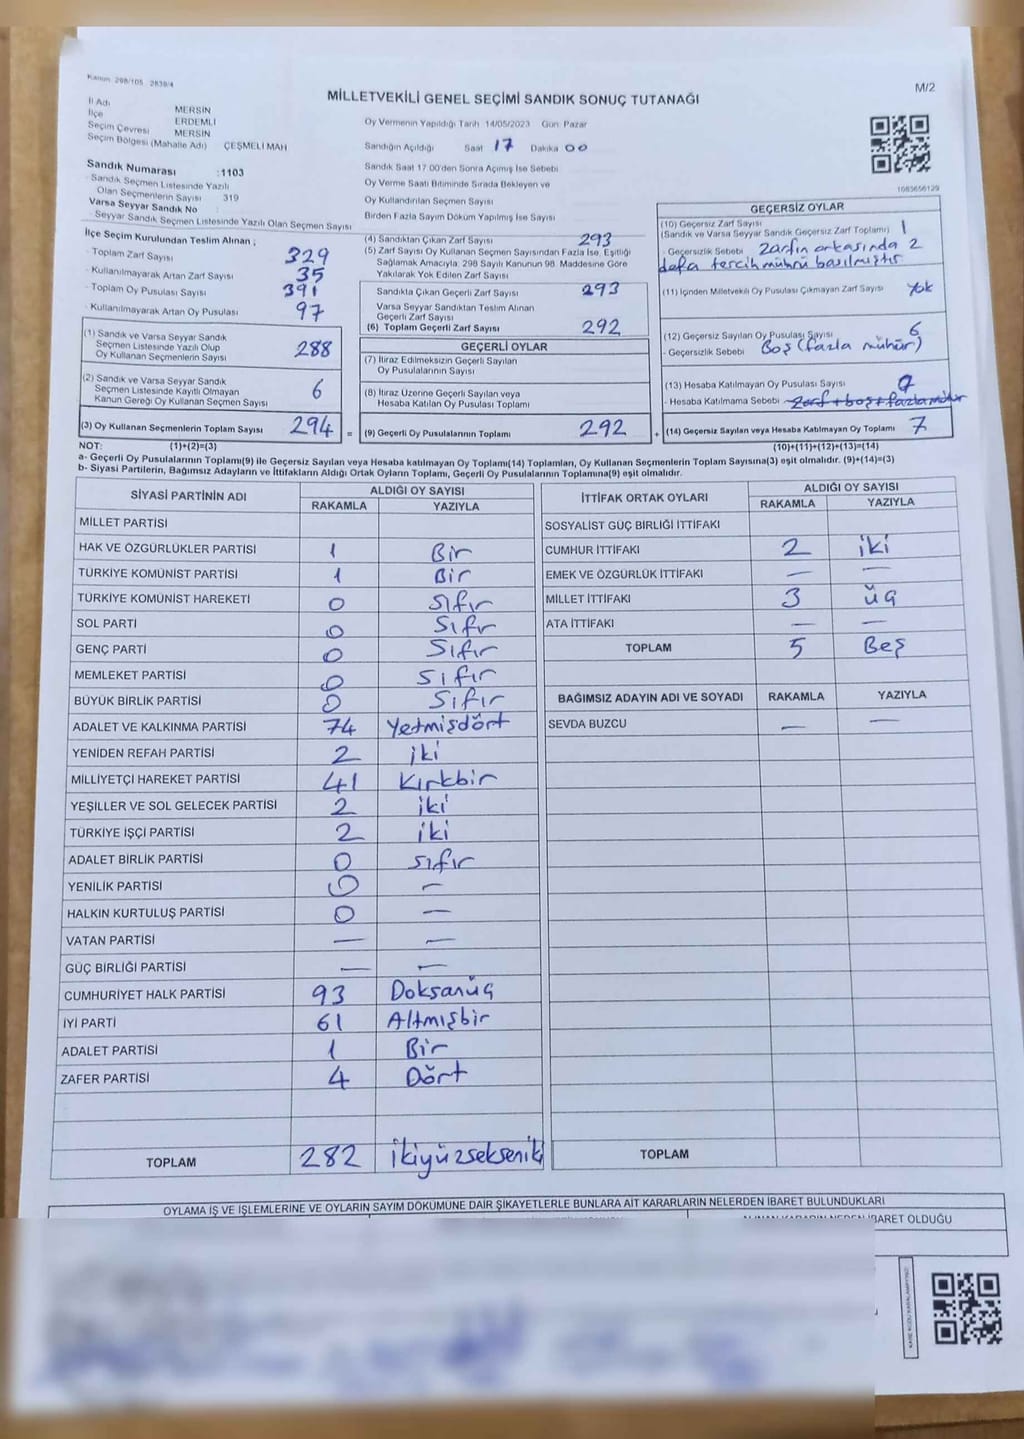 Kanun 298/105 2839/4
M/2
MİLLETVEKİLİ GENEL SEÇİMİ SANDIK SONUÇ TUTANAĞI
İl Adı MERSİN
İlçe ERDEMLİ
Seçim Çevresi MERSİN
Seçim Bölgesi (Mahalle Adı) ÇEŞMELİ MAH
Sandık Numarası :1103
Sandık Seçmen Listesinde Yazılı
Olan Seçmenlerin Sayısı : 319
Varsa Seyyar Sandık No :
Seyyar Sandık Seçmen Listesinde Yazılı Olan Seçmen Sayısı
Oy Vermenin Yapıldığı Tarih 14/05/2023 Gün: Pazar
Sandığın Açıldığı Saat 17 Dakika 00
Sandık Saat 17:00'den Sonra Açılmış İse Sebebi
Oy Verme Saati Bitiminde Sırada Bekleyen ve
Oy Kullandırılan Seçmen Sayısı
Birden Fazla Sayım Döküm Yapılmış İse Sayısı
1083656129
İlçe Seçim Kurulundan Teslim Alınan ;
- Toplam Zarf Sayısı 329
- Kullanılmayarak Artan Zarf Sayısı 35
- Toplam Oy Pusulası Sayısı 391
- Kullanılmayarak Artan Oy Pusulası 97
(1) Sandık ve Varsa Seyyar Sandık
Seçmen Listesinde Yazılı Olup
Oy Kullanan Seçmenlerin Sayısı 288
(2) Sandık ve Varsa Seyyar Sandık
Seçmen Listesinde Kayıtlı Olmayan
Kanun Gereği Oy Kullanan Seçmen Sayısı 6
(3) Oy Kullanan Seçmenlerin Toplam Sayısı 294 =
(4) Sandıktan Çıkan Zarf Sayısı 293
(5) Zarf Sayısı Oy Kullanan Seçmen Sayısından Fazla İse, Eşitliği
Sağlamak Amacıyla; 298 Sayılı Kanunun 98. Maddesine Göre
Yakılarak Yok Edilen Zarf Sayısı
Sandıkta Çıkan Geçerli Zarf Sayısı 293
Varsa Seyyar Sandıktan Teslim Alınan
Geçerli Zarf Sayısı
(6) Toplam Geçerli Zarf Sayısı 292
GEÇERLİ OYLAR
(7) İtiraz Edilmeksizin Geçerli Sayılan
Oy Pusulalarının Sayısı
(8) İtiraz Üzerine Geçerli Sayılan veya
Hesaba Katılan Oy Pusulası Toplamı
(9) Geçerli Oy Pusulalarının Toplamı 292 +
GEÇERSİZ OYLAR
(10) Geçersiz Zarf Sayısı
(Sandık ve Varsa Seyyar Sandık Geçersiz Zarf Toplamı) 1
- Geçersizlik Sebebi zarfın arkasında 2
defa tercih mührü basılmıştır
(11) İçinden Milletvekili Oy Pusulası Çıkmayan Zarf Sayısı Yok
(12) Geçersiz Sayılan Oy Pusulası Sayısı 6
- Geçersizlik Sebebi Boş (fazla mühür)
(13) Hesaba Katılmayan Oy Pusulası Sayısı
- Hesaba Katılmama Sebebi zarf+boş+fazla mühür
(14) Geçersiz Sayılan veya Hesaba Katılmayan Oy Toplamı 7
NOT: (1)+(2)=(3) (10)+(11)+(12)+(13)=(14)
a- Geçerli Oy Pusulalarının Toplamı(9) ile Geçersiz Sayılan veya Hesaba katılmayan Oy Toplamı(14) Toplamları, Oy Kullanan Seçmenlerin Toplam Sayısına(3) eşit olmalıdır. (9)+(14)=(3)
b- Siyasi Partilerin, Bağımsız Adayların ve İttifakların Aldığı Ortak Oyların Toplamı, Geçerli Oy Pusulalarının Toplamına(9) eşit olmalıdır.
SİYASİ PARTİNİN ADI ALDIĞI OY SAYISI
RAKAMLA YAZIYLA
MİLLET PARTİSİ
HAK VE ÖZGÜRLÜKLER PARTİSİ 1 Bir
TÜRKİYE KOMÜNİST PARTİSİ 1 Bir
TÜRKİYE KOMÜNİST HAREKETİ 0 Sıfır
SOL PARTİ 0 Sıfır
GENÇ PARTİ 0 Sıfır
MEMLEKET PARTİSİ 0 Sıfır
BÜYÜK BİRLİK PARTİSİ 0 Sıfır
ADALET VE KALKINMA PARTİSİ 74 Yetmişdört
YENİDEN REFAH PARTİSİ 2 iki
MİLLİYETÇİ HAREKET PARTİSİ 41 Kırkbir
YEŞİLLER VE SOL GELECEK PARTİSİ 2 iki
TÜRKİYE İŞÇİ PARTİSİ 2 iki
ADALET BİRLİK PARTİSİ 0 sıfır
YENİLİK PARTİSİ 0 —
HALKIN KURTULUŞ PARTİSİ 0 —
VATAN PARTİSİ — —
GÜÇ BİRLİĞİ PARTİSİ — —
CUMHURİYET HALK PARTİSİ 93 Doksanüç
İYİ PARTİ 61 Altmışbir
ADALET PARTİSİ 1 Bir
ZAFER PARTİSİ 4 Dört
TOPLAM 282 ikiyüzsekseniki
İTTİFAK ORTAK OYLARI ALDIĞI OY SAYISI
RAKAMLA YAZIYLA
SOSYALİST GÜÇ BİRLİĞİ İTTİFAKI
CUMHUR İTTİFAKI 2 iki
EMEK VE ÖZGÜRLÜK İTTİFAKI — —
MİLLET İTTİFAKI 3 üç
ATA İTTİFAKI — —
TOPLAM 5 Beş
BAĞIMSIZ ADAYIN ADI VE SOYADI RAKAMLA YAZIYLA
SEVDA BUZCU — —
TOPLAM
OYLAMA İŞ VE İŞLEMLERİNE VE OYLARIN SAYIM DÖKÜMÜNE DAİR ŞİKAYETLERLE BUNLARA AİT KARARLARIN NELERDEN İBARET BULUNDUKLARI
İBARET OLDUĞU